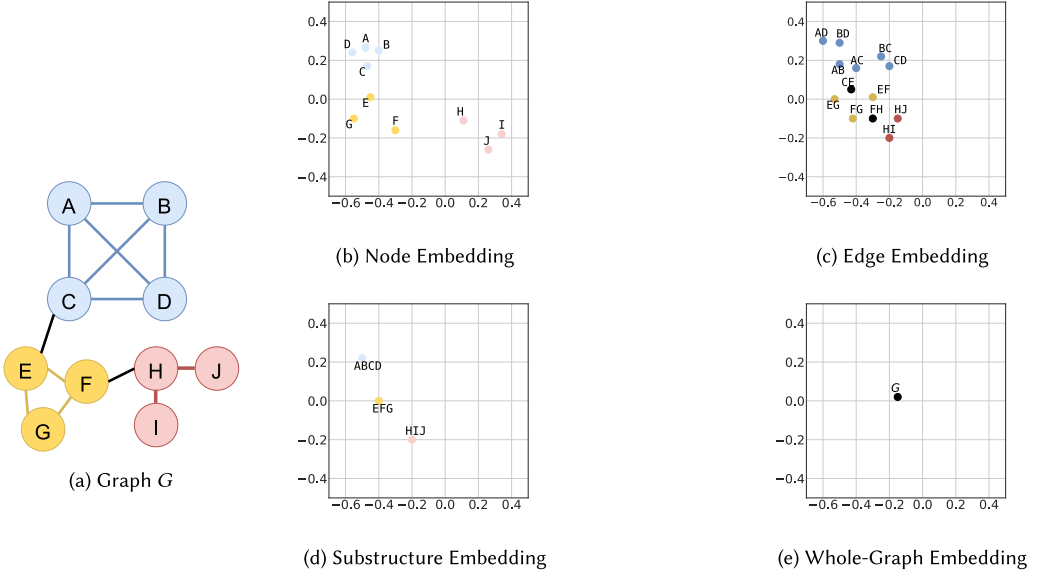 A
B
C
D
E
F
G
H
J
I
(a) Graph G
0.4
0.2
0.0
−0.2
−0.4
−0.6 −0.4 −0.2 0.0 0.2 0.4
D
A
B
C
E
G
F
H
I
J
(b) Node Embedding
0.4
0.2
0.0
−0.2
−0.4
−0.6 −0.4 −0.2 0.0 0.2 0.4
AD
BD
BC
AB
AC
CD
CE
EF
EG
FG
FH
HJ
HI
(c) Edge Embedding
0.4
0.2
0.0
−0.2
−0.4
−0.6 −0.4 −0.2 0.0 0.2 0.4
ABCD
EFG
HIJ
(d) Substructure Embedding
0.4
0.2
0.0
−0.2
−0.4
−0.6 −0.4 −0.2 0.0 0.2 0.4
G
(e) Whole-Graph Embedding